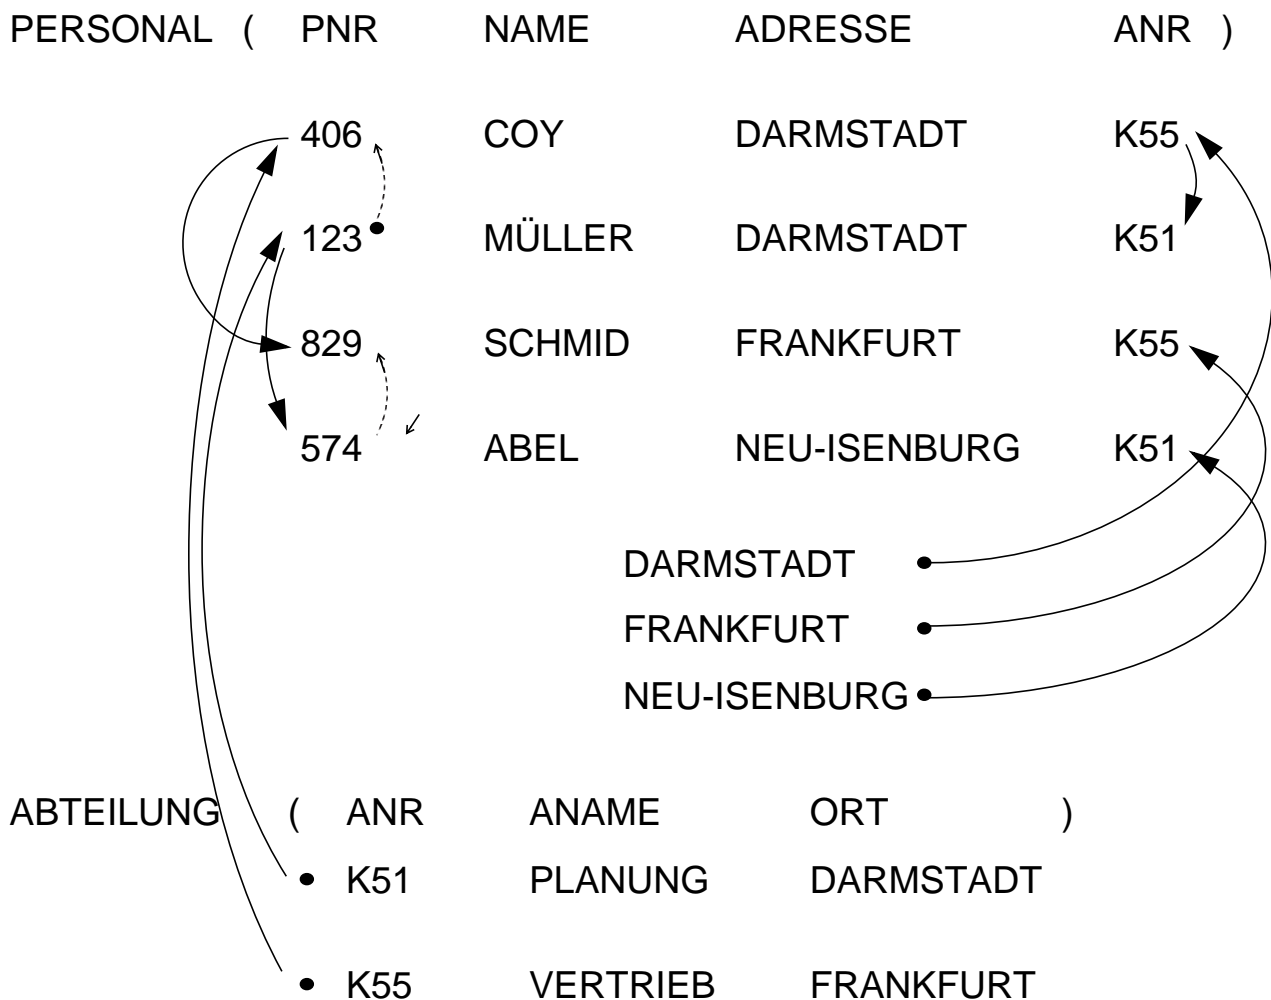 PERSONAL ( PNR NAME ADRESSE ANR )
406 COY DARMSTADT K55
123 MÜLLER DARMSTADT K51
829 SCHMID FRANKFURT K55
574 ABEL NEU-ISENBURG K51
DARMSTADT
FRANKFURT
NEU-ISENBURG
ABTEILUNG ( ANR ANAME ORT )
K51 PLANUNG DARMSTADT
K55 VERTRIEB FRANKFURT